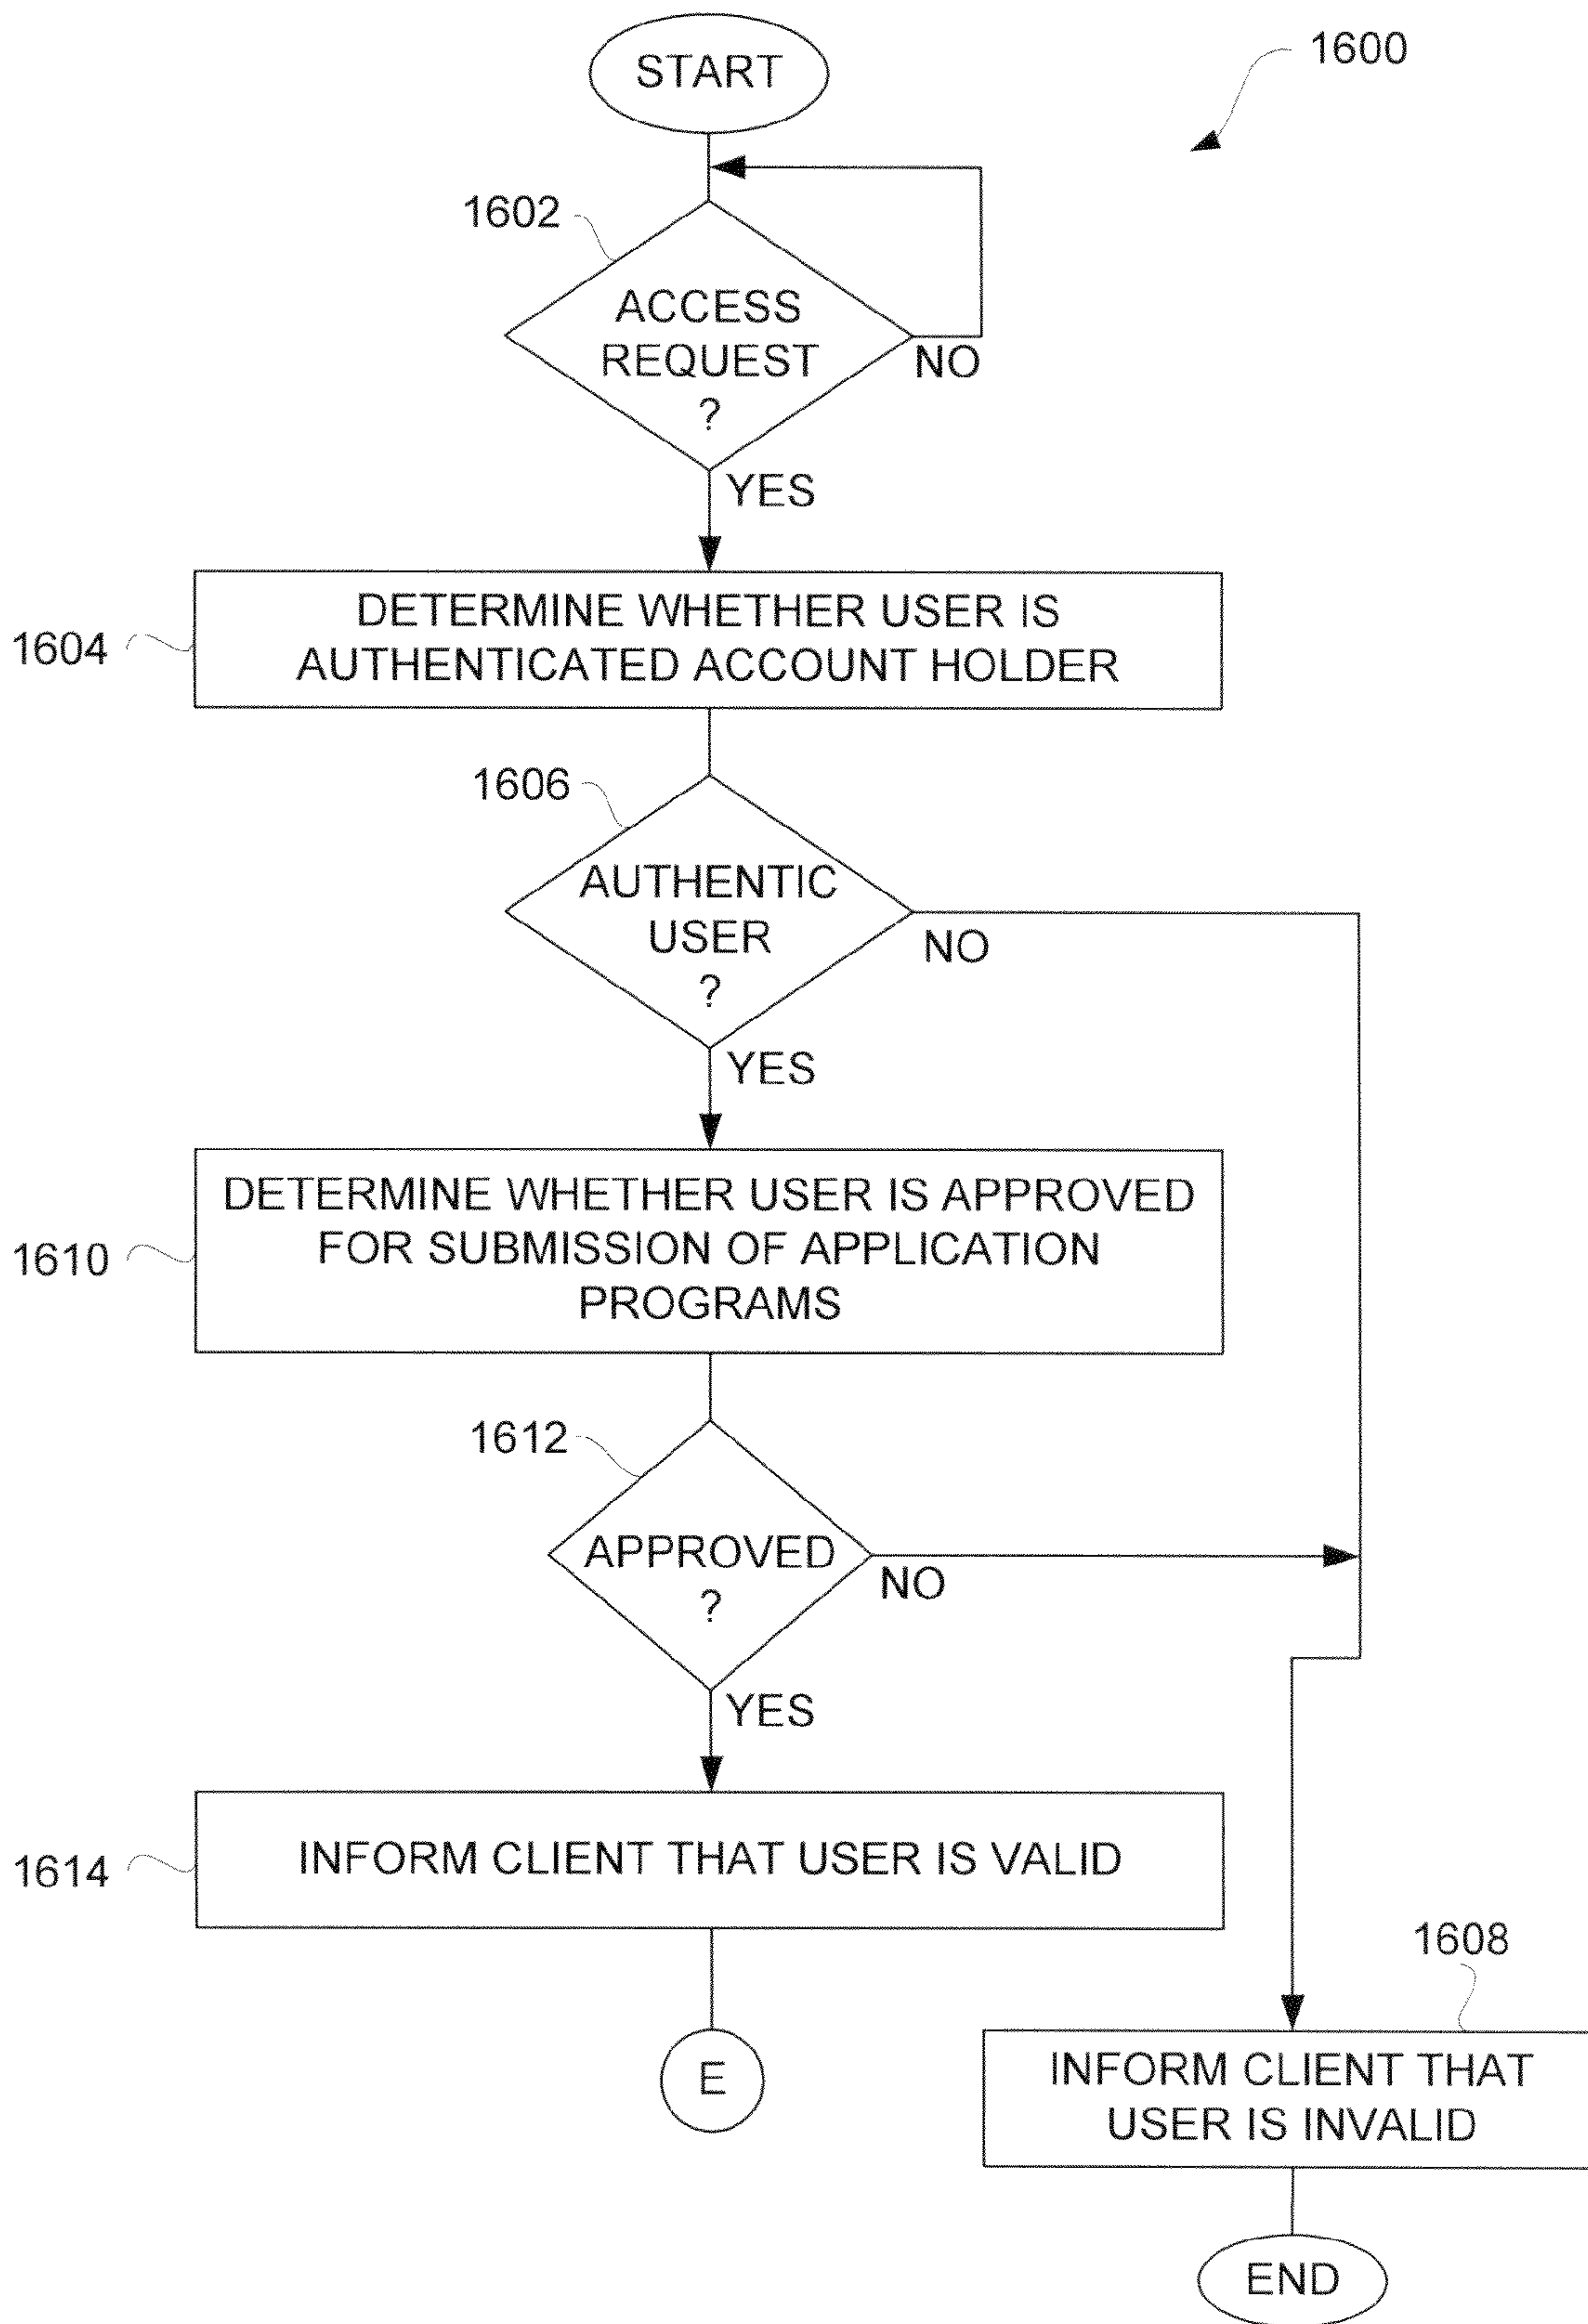 START
1600
1602
ACCESS
REQUEST
?
NO
YES
1604
DETERMINE WHETHER USER IS
AUTHENTICATED ACCOUNT HOLDER
1606
AUTHENTIC
USER
?
NO
YES
1610
DETERMINE WHETHER USER IS APPROVED
FOR SUBMISSION OF APPLICATION
PROGRAMS
1612
APPROVED
?
NO
YES
1614
INFORM CLIENT THAT USER IS VALID
1608
E
INFORM CLIENT THAT
USER IS INVALID
END